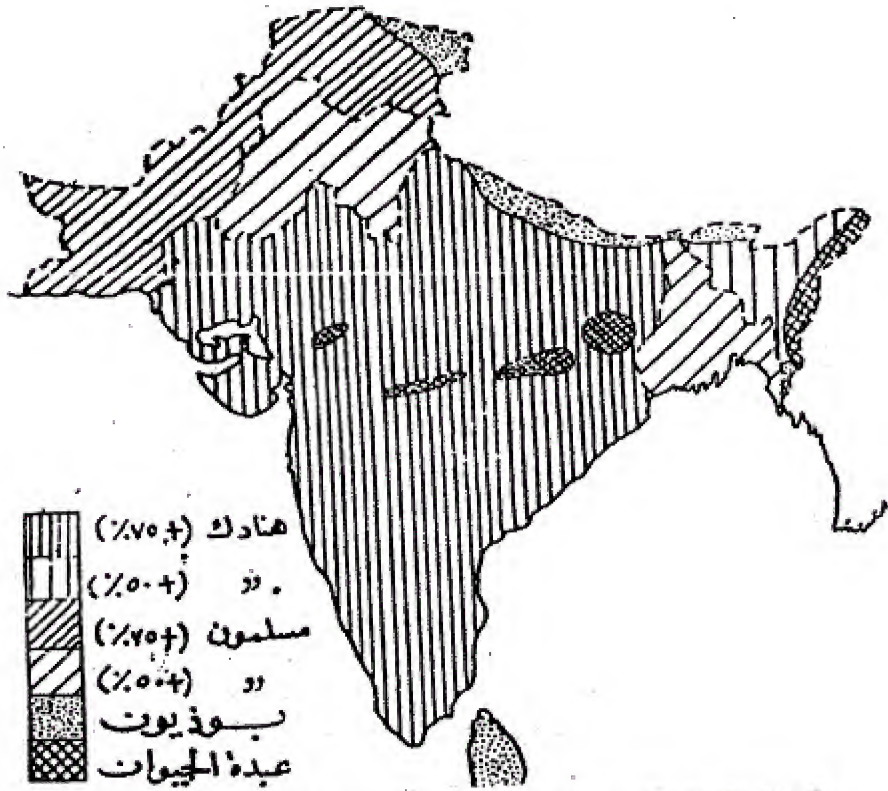 هنادك (+٧٥٪)
" (+٥٠٪)
مسلمون (+٧٥٪)
" (+٥٠٪)
بوذيون
عبدة الحيوان